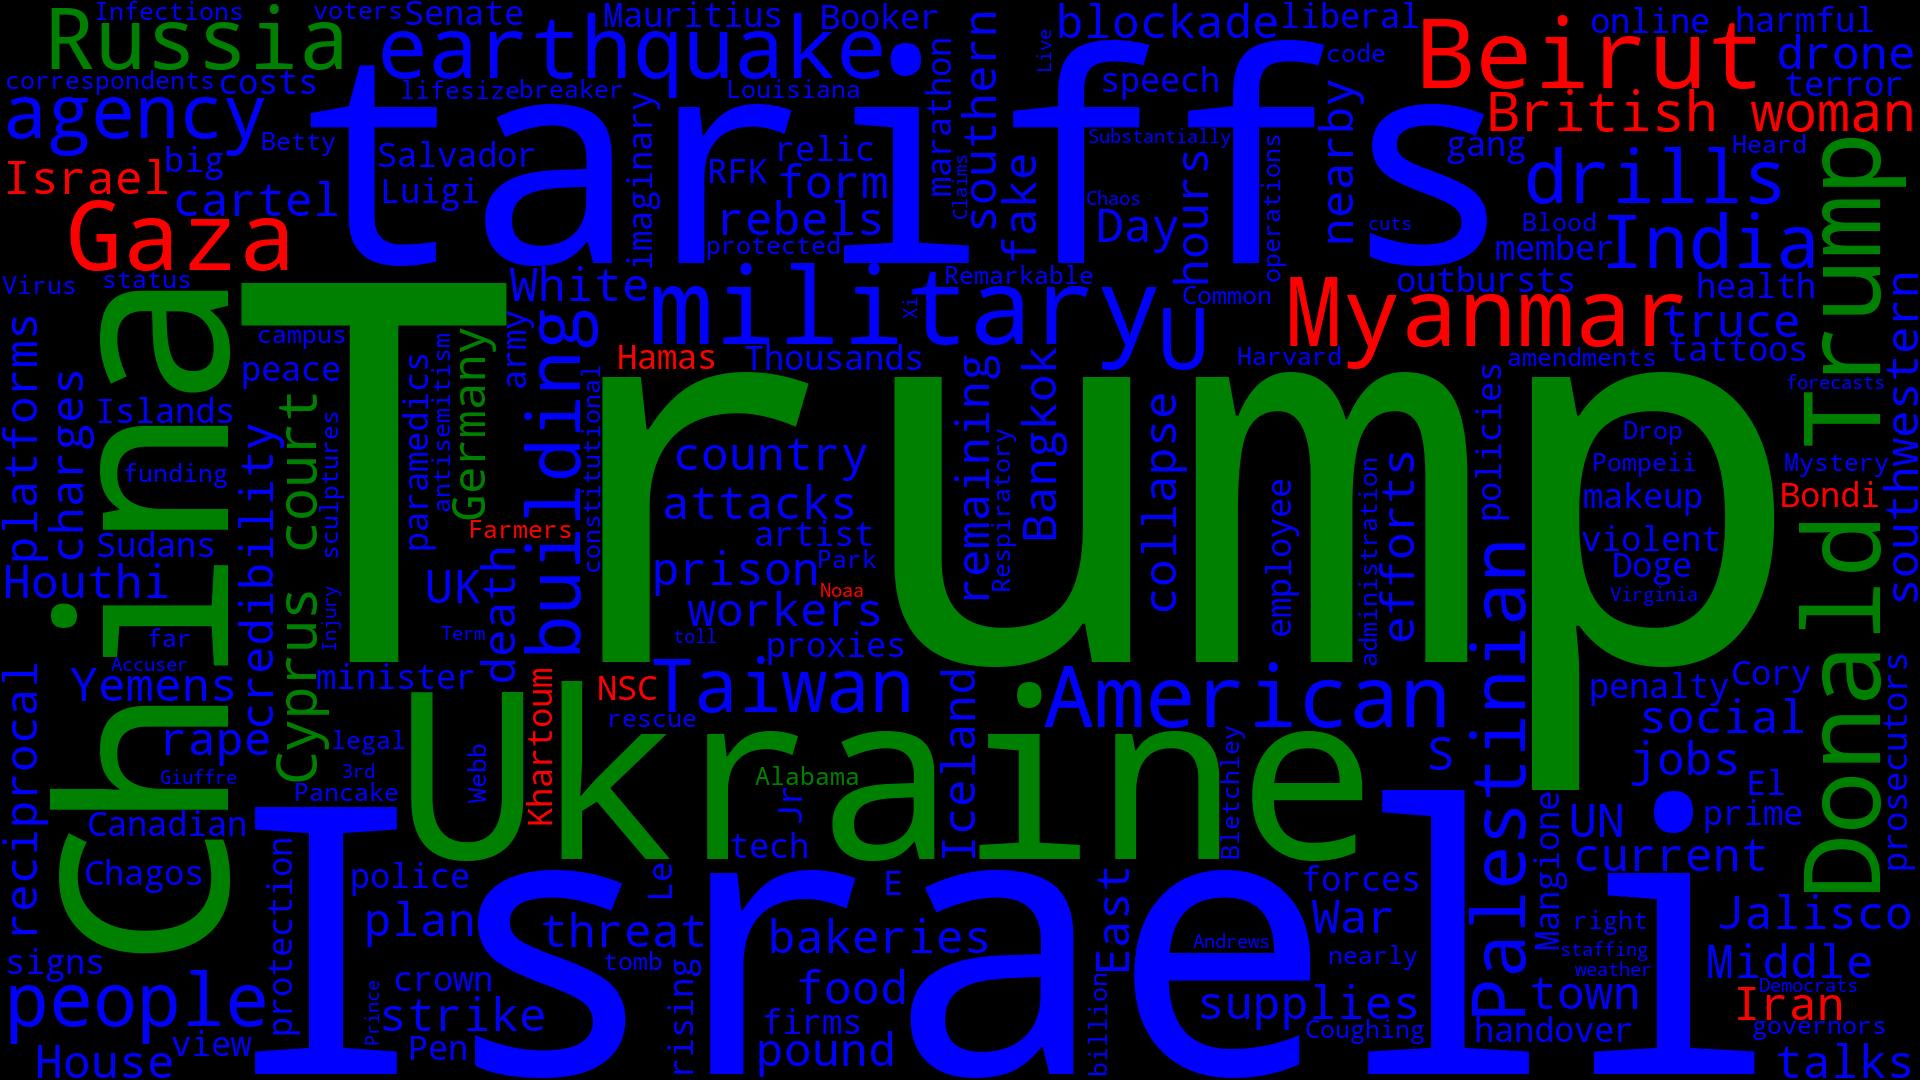 Infections
voters
Senate
Mauritius
Booker
blockade
liberal
online
harmful
Russia
earthquake
Beirut
drone
correspondents
costs
lifesize
breaker
Louisiana
Live
speech
code
terror
agency
tariffs
British woman
Betty
Salvador
imaginary
RFK
relic
marathon
southern
Substantially
nearby
gang
Heard
Israel
big
cartel
Luigi
form
rebels
protected
Claims
fake
Chaos
Day
hours
operations
cuts
drills
Blood
member
India
Gaza
Virus
status
White
military
Remarkable
Xi
Common
U
outbursts
health
Myanmar
truce
tattoos
amendments
Harvard
China
Trump
campus
peace
army
building
Hamas
Thousands
Donald Trump
forecasts
southwestern
platforms
charges
Islands
funding
credibility
Cyprus court
sculptures
paramedics
antisemitism
Germany
constitutional
country
attacks
artist
remaining
Respiratory
Bangkok
collapse
employee
administration
efforts
policies
Drop
Pompeii
makeup
Mystery
Bondi
violent
Doge
Virginia
Farmers
Sudans
Houthi
far
Accuser
Injury
UK
Term
death
prison
Park
Noaa
workers
toll
proxies
Yemens
minister
NSC
Taiwan
rescue
Iceland
American
Palestinian
penalty
Cory
social
reciprocal
rape
Giuffre
legal
3rd
Pancake
Webb
Khartoum
Ukraine
Alabama
Jr
tech
Bletchley
S
jobs
El
prime
prosecutors
Canadian
Chagos
Israeli
police
Le
E
East
forces
War
Mangione
UN
current
protection
plan
threat
bakeries
Andrews
nearly
right
staffing
weather
Jalisco
Middle
signs
people
crown
Prince
strike
tomb
rising
food
firms
billion
supplies
Coughing
town
handover
Democrats
Iran
governors
House
view
Pen
pound
talks